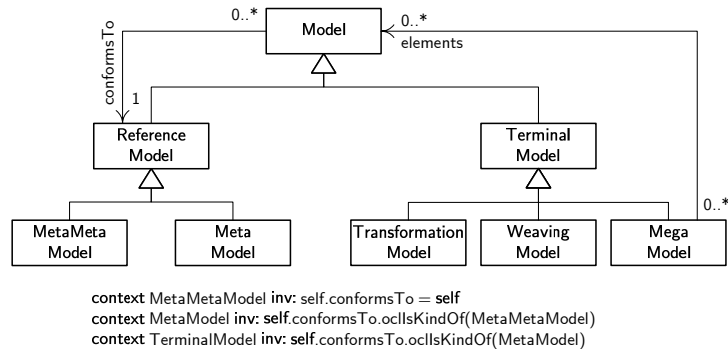 0..*
Model
0..*
elements
conformsTo
1
Reference
Model
Terminal
Model
0..*
MetaMeta
Model
Meta
Model
Transformation
Model
Weaving
Model
Mega
Model
context MetaMetaModel inv: self.conformsTo = self
context MetaModel inv: self.conformsTo.oclIsKindOf(MetaMetaModel)
context TerminalModel inv: self.conformsTo.oclIsKindOf(MetaModel)